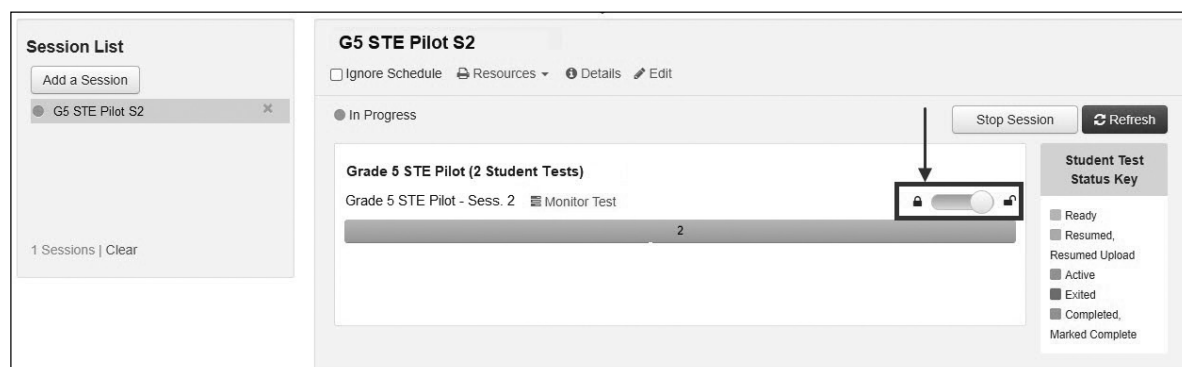 Session List
Add a Session
G5 STE Pilot S2
1 Sessions | Clear
G5 STE Pilot S2
Ignore Schedule Resources Details Edit
In Progress
Stop Session Refresh
Grade 5 STE Pilot (2 Student Tests)
Grade 5 STE Pilot - Sess. 2 Monitor Test
2
Student Test
Status Key
Ready
Resumed,
Resumed Upload
Active
Exited
Completed,
Marked Complete